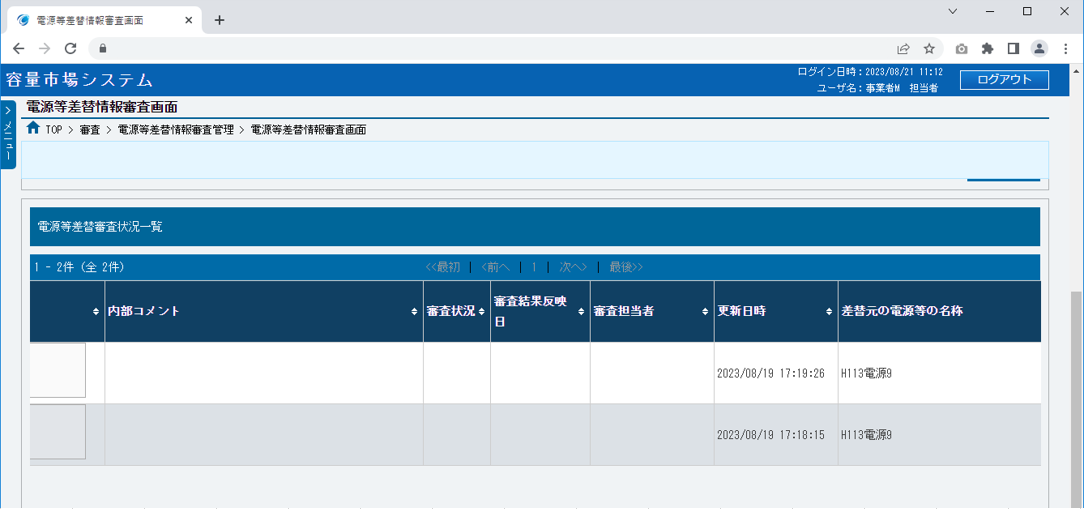 電源等差替情報審査画面
容量市場システム
ログイン日時：2023/08/21 11:12
ユーザ名：事業者M 担当者
ログアウト
> メニュー
電源等差替情報審査画面
TOP > 審査 > 電源等差替情報審査管理 > 電源等差替情報審査画面
電源等差替審査状況一覧
1 - 2件（全 2件）
<<最初 | <前へ | 1 | 次へ> | 最後>>
内部コメント 審査状況 審査結果反映日 審査担当者 更新日時 差替元の電源等の名称
2023/08/19 17:19:26 H113電源9
2023/08/19 17:18:15 H113電源9